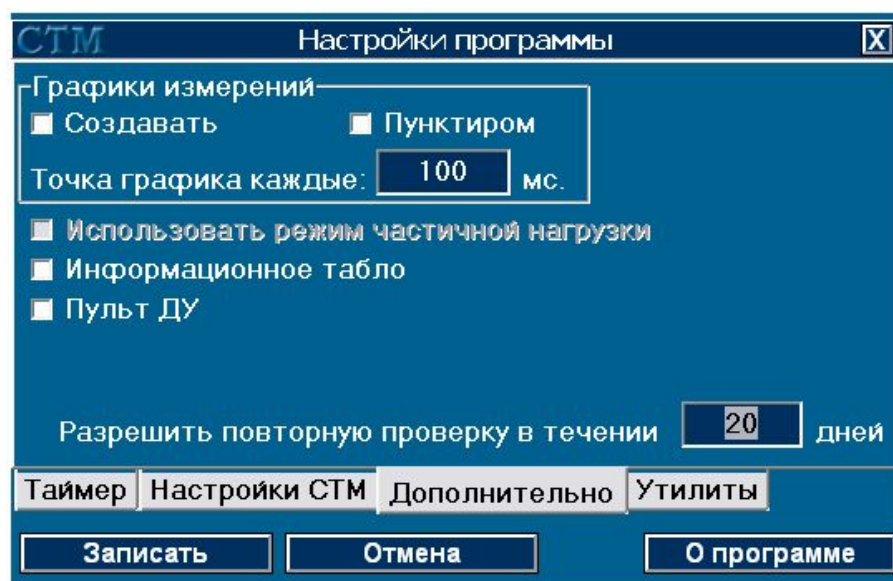 СТМ Настройки программы X
Графики измерений
Создавать Пунктиром
Точка графика каждые: 100 мс.
Использовать режим частичной нагрузки
Информационное табло
Пульт ДУ
Разрешить повторную проверку в течении 20 дней
Таймер Настройки СТМ Дополнительно Утилиты
Записать Отмена О программе